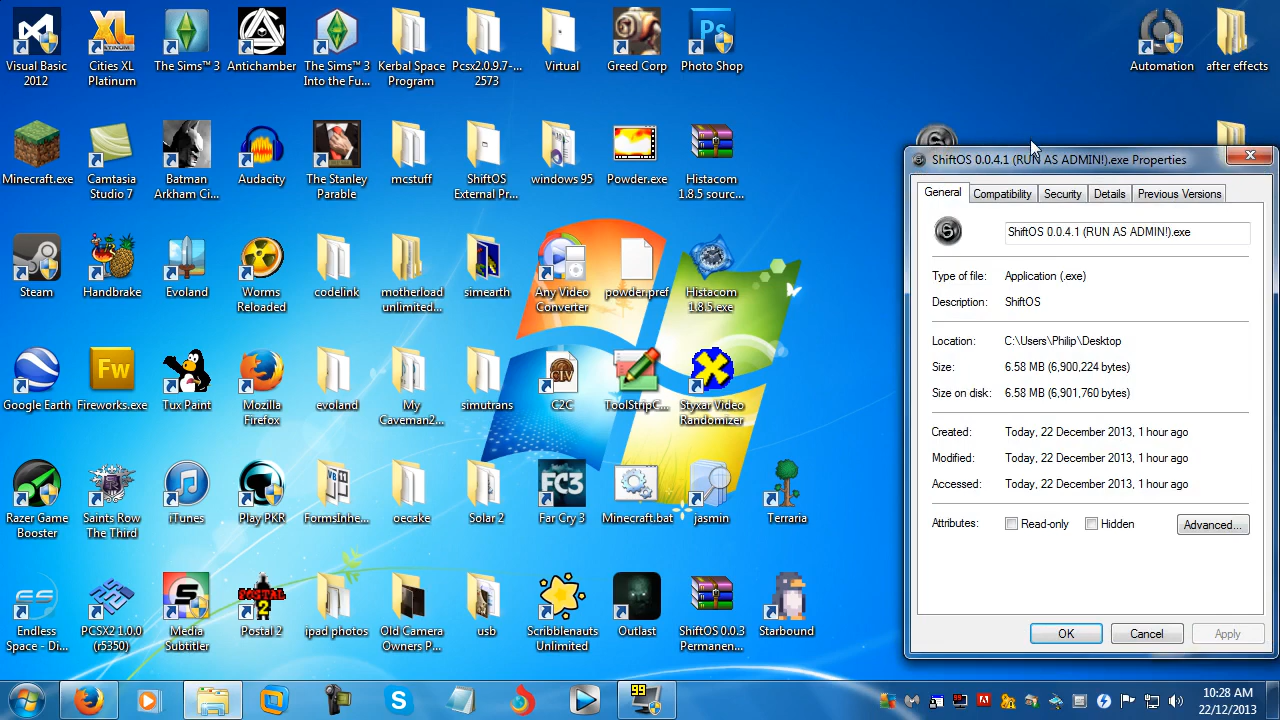 Visual Basic
2012
Cities XL
Platinum
The Sims™ 3
Antichamber
The Sims™ 3
Into the Fu...
Kerbal Space
Program
Pcsx2.0.9.7-...
2573
Virtual
Greed Corp
Photo Shop
Automation
after effects
XL
PLATINUM
Ps
Minecraft.exe
Camtasia
Studio 7
Batman
Arkham Ci...
Audacity
The Stanley
Parable
mcstuff
ShiftOS
External Pr...
windows 95
Powder.exe
Histacom
1.8.5 sourc...
Steam
Handbrake
Evoland
Worms
Reloaded
codelink
motherload
unlimited...
simearth
Any Video
Converter
powder.pref
Histacom
1.8.5.exe
Fw
CIV
Google Earth
Fireworks.exe
Tux Paint
Mozilla
Firefox
evoland
My
Caveman2...
simutrans
C2C
ToolStripC...
Styxar Video
Randomizer
FC3
Razer Game
Booster
Saints Row
The Third
iTunes
Play PKR
FormsInhe...
oecake
Solar 2
Far Cry 3
Minecraft.bat
jasmin
Terraria
ES
S
POSTAL
2
Endless
Space - Di...
PCSX2 1.0.0
(r5350)
Media
Subtitler
Postal 2
ipad photos
Old Camera
Owners P...
usb
Scribblenauts
Unlimited
Outlast
ShiftOS 0.0.3
Permanen...
Starbound
ShiftOS 0.0.4.1 (RUN AS ADMIN!).exe Properties
General
Compatibility
Security
Details
Previous Versions
S
ShiftOS 0.0.4.1 (RUN AS ADMIN!).exe
Type of file: Application (.exe)
Description: ShiftOS
Location: C:\Users\Philip\Desktop
Size: 6.58 MB (6,900,224 bytes)
Size on disk: 6.58 MB (6,901,760 bytes)
Created: Today, 22 December 2013, 1 hour ago
Modified: Today, 22 December 2013, 1 hour ago
Accessed: Today, 22 December 2013, 1 hour ago
Attributes: Read-only Hidden Advanced...
OK Cancel Apply
S
99
10:28 AM
22/12/2013